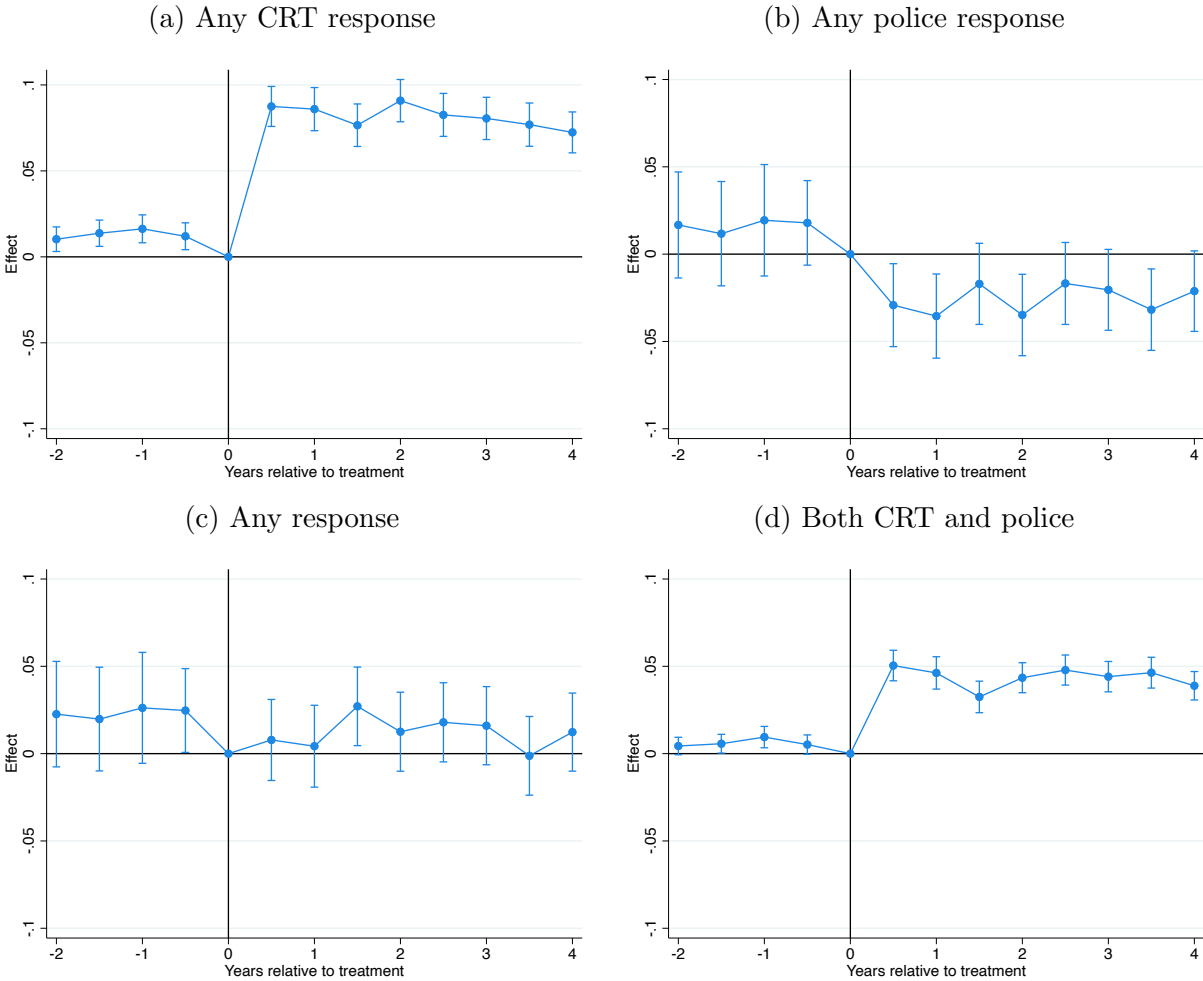 (a) Any CRT response
Effect
.1
.05
0
-.05
-.1
-2 -1 0 1 2 3 4
Years relative to treatment
(b) Any police response
Effect
.1
.05
0
-.05
-.1
-2 -1 0 1 2 3 4
Years relative to treatment
(c) Any response
Effect
.1
.05
0
-.05
-.1
-2 -1 0 1 2 3 4
Years relative to treatment
(d) Both CRT and police
Effect
.1
.05
0
-.05
-.1
-2 -1 0 1 2 3 4
Years relative to treatment